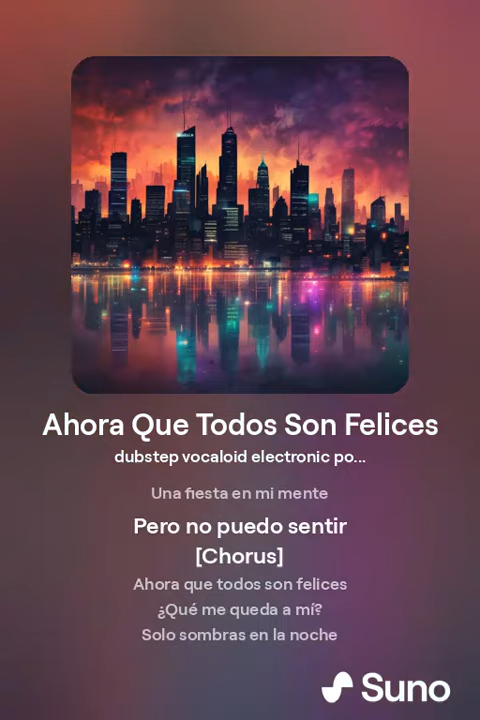 Ahora Que Todos Son Felices
dubstep vocaloid electronic po...
Una fiesta en mi mente
Pero no puedo sentir
[Chorus]
Ahora que todos son felices
¿Qué me queda a mí?
Solo sombras en la noche
Suno